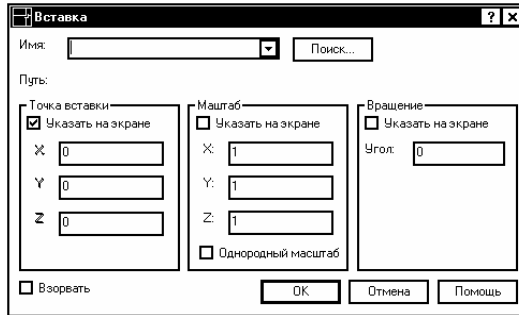 Вставка
Имя: Поиск...
Путь:
Точка вставки
Указать на экране
X 0
Y 0
Z 0
Маштаб
Указать на экране
X: 1
Y: 1
Z: 1
Однородный масштаб
Вращение
Указать на экране
Угол: 0
Взорвать OK Отмена Помощь